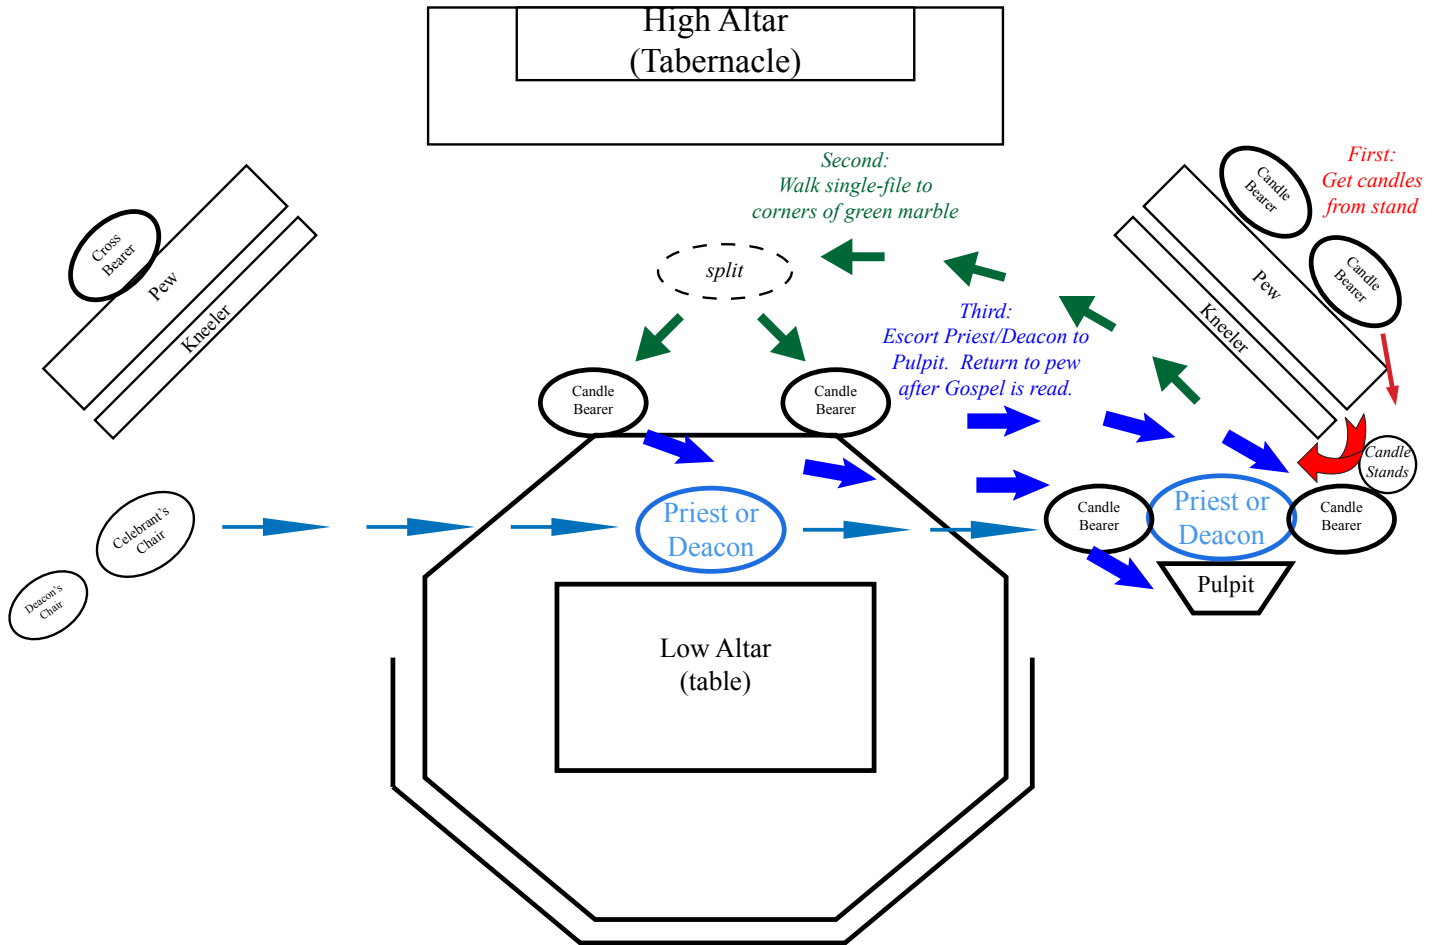 High Altar
(Tabernacle)
Second:
Walk single-file to
corners of green marble
First:
Get candles
from stand
Candle
Bearer
Candle
Bearer
Cross
Bearer
Pew
Kneeler
Pew
Kneeler
split
Third:
Escort Priest/Deacon to
Pulpit. Return to pew
after Gospel is read.
Candle
Bearer
Candle
Bearer
Candle
Stands
Celebrant's
Chair
Deacon's
Chair
Priest or
Deacon
Candle
Bearer
Priest or
Deacon
Candle
Bearer
Pulpit
Low Altar
(table)